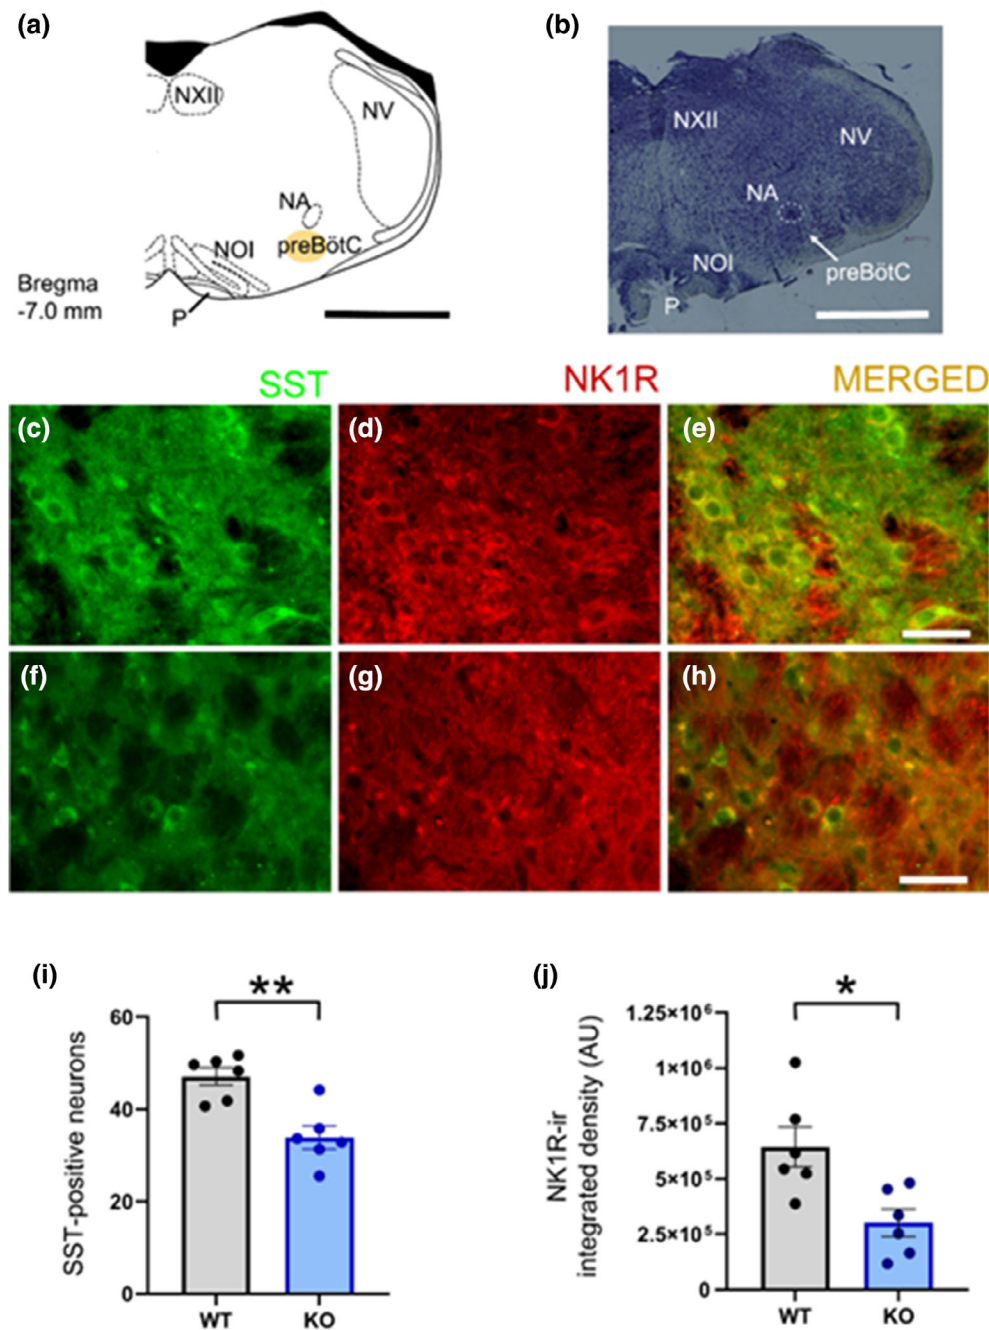 (a)
NXII
NV
NA
preBötC
NOI
Bregma
-7.0 mm
P
(b)
NXII
NV
NA
NOI
preBötC
P
SST
NK1R
MERGED
(c)
(d)
(e)
(f)
(g)
(h)
(i)
**
SST-positive neurons
60
40
20
0
WT
KO
(j)
*
NK1R-ir
integrated density (AU)
1.25×10⁶
1×10⁶
7.5×10⁵
5×10⁵
2.5×10⁵
0
WT
KO